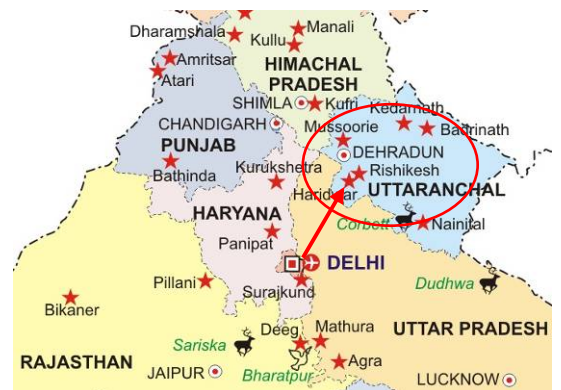 Dharamshala
Manali
Kullu
Amritsar
Atari
HIMACHAL
PRADESH
SHIMLA
Kufri
Kedarnath
CHANDIGARH
Mussoorie
Badrinath
PUNJAB
DEHRADUN
Bathinda
Kurukshetra
Rishikesh
Haridwar
UTTARANCHAL
HARYANA
Corbett
Nainital
Panipat
DELHI
Pillani
Surajkund
Dudhwa
Bikaner
Deeg
Mathura
UTTAR PRADESH
Sariska
RAJASTHAN
JAIPUR
Bharatpur
Agra
LUCKNOW